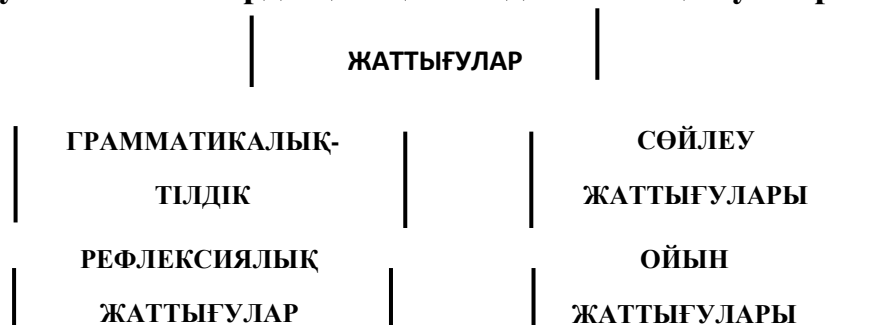 ЖАТТЫҒУЛАР
ГРАММАТИКАЛЫҚ-
ТІЛДІК
СӨЙЛЕУ
ЖАТТЫҒУЛАРЫ
РЕФЛЕКСИЯЛЫҚ
ЖАТТЫҒУЛАР
ОЙЫН
ЖАТТЫҒУЛАРЫ